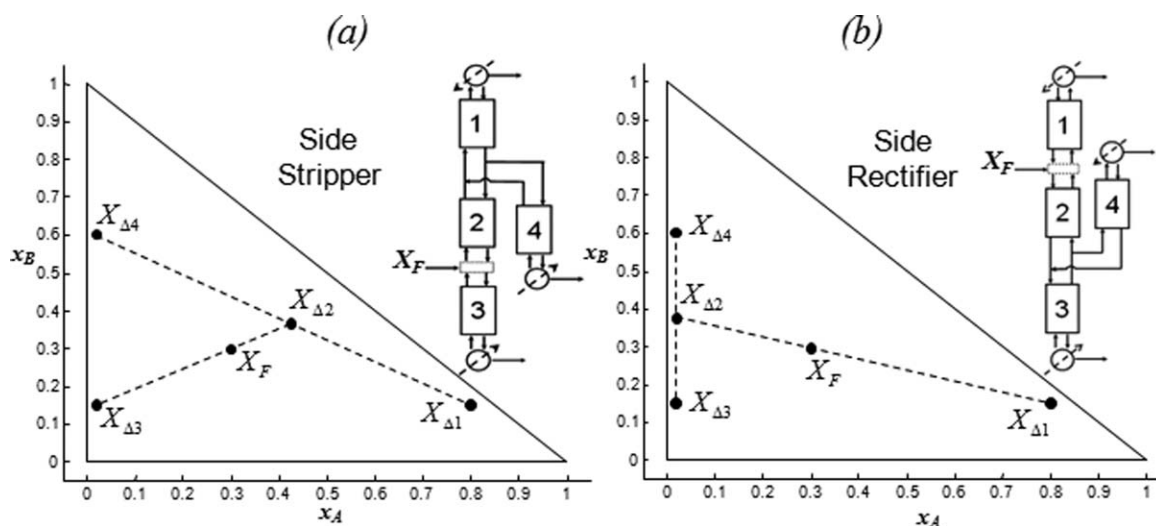 (a)
1
0.9
0.8
0.7
0.6
0.5
0.4
0.3
0.2
0.1
0
x_B
Side
Stripper
X_Δ4
X_Δ2
X_F
X_Δ3
X_Δ1
1
2
4
X_F
3
0 0.1 0.2 0.3 0.4 0.5 0.6 0.7 0.8 0.9 1
x_A
(b)
1
0.9
0.8
0.7
0.6
0.5
0.4
0.3
0.2
0.1
0
x_B
Side
Rectifier
X_Δ4
X_Δ2
X_F
X_Δ3
X_Δ1
1
X_F
2
4
3
0 0.1 0.2 0.3 0.4 0.5 0.6 0.7 0.8 0.9 1
x_A